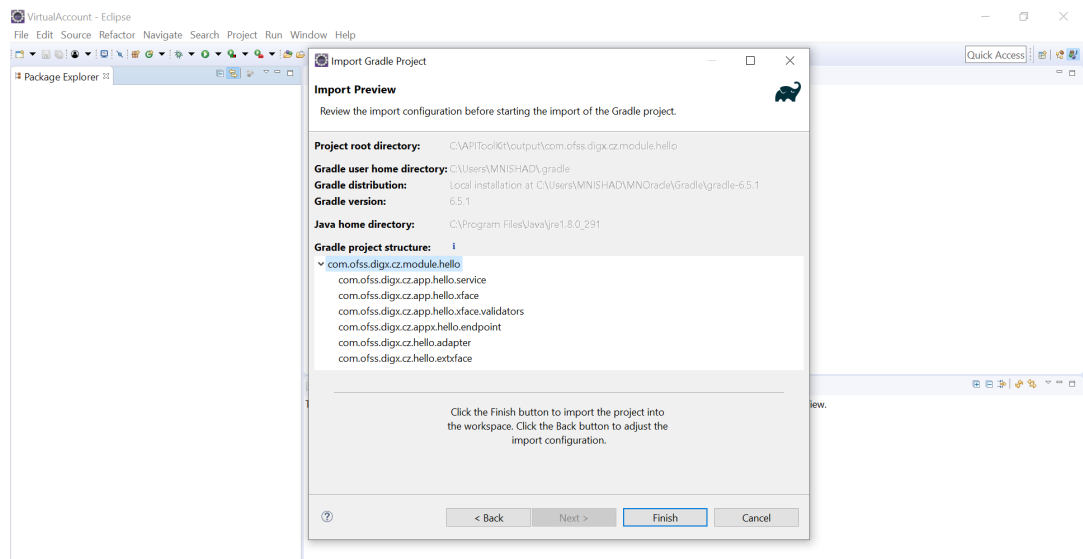 VirtualAccount - Eclipse
File Edit Source Refactor Navigate Search Project Run Window Help
Quick Access
Package Explorer
Import Gradle Project
Import Preview
Review the import configuration before starting the import of the Gradle project.
Project root directory: C:\APIToolKit\output\com.ofss.digx.cz.module.hello
Gradle user home directory: C:\Users\MNISHAD\.gradle
Gradle distribution: Local installation at C:\Users\MNISHAD\MNOracle\Gradle\gradle-6.5.1
Gradle version: 6.5.1
Java home directory: C:\Program Files\Java\jre1.8.0_291
Gradle project structure:
com.ofss.digx.cz.module.hello
com.ofss.digx.cz.app.hello.service
com.ofss.digx.cz.app.hello.xface
com.ofss.digx.cz.app.hello.xface.validators
com.ofss.digx.cz.appx.hello.endpoint
com.ofss.digx.cz.hello.adapter
com.ofss.digx.cz.hello.extxface
Click the Finish button to import the project into
the workspace. Click the Back button to adjust the
import configuration.
< Back Next > Finish Cancel